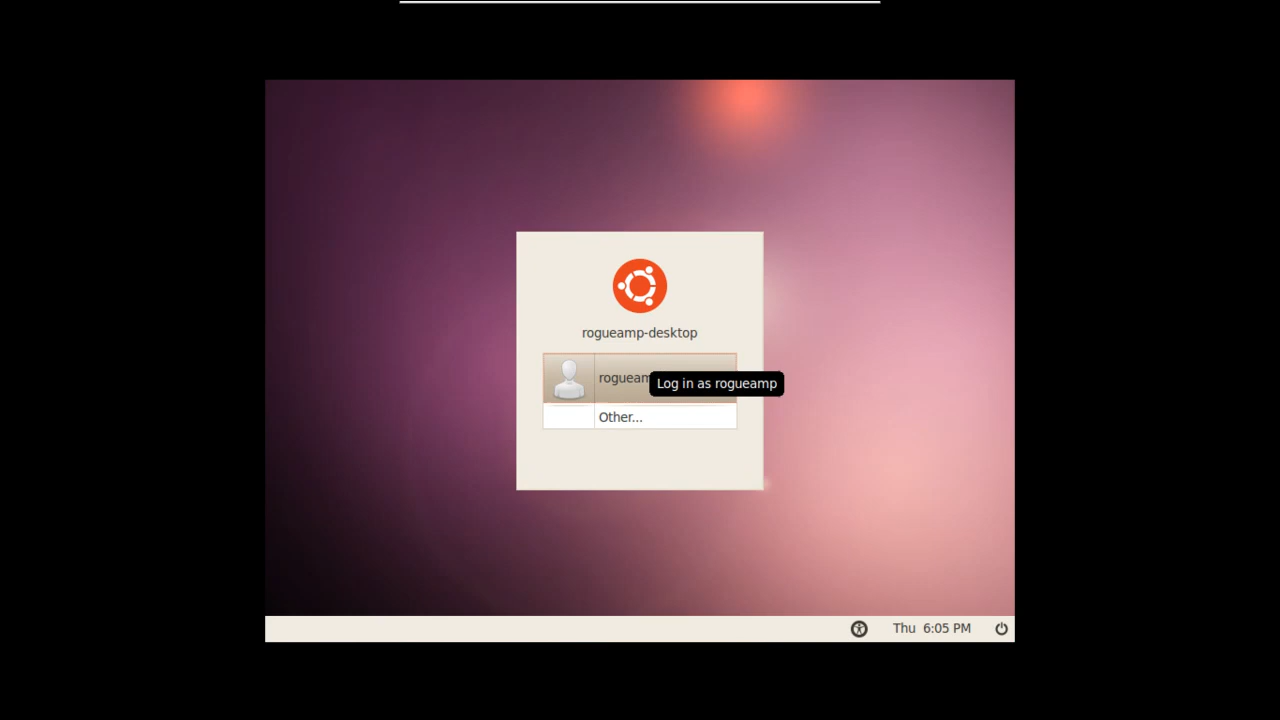 rogueamp-desktop
rogueam
Log in as rogueamp
Other...
Thu 6:05 PM